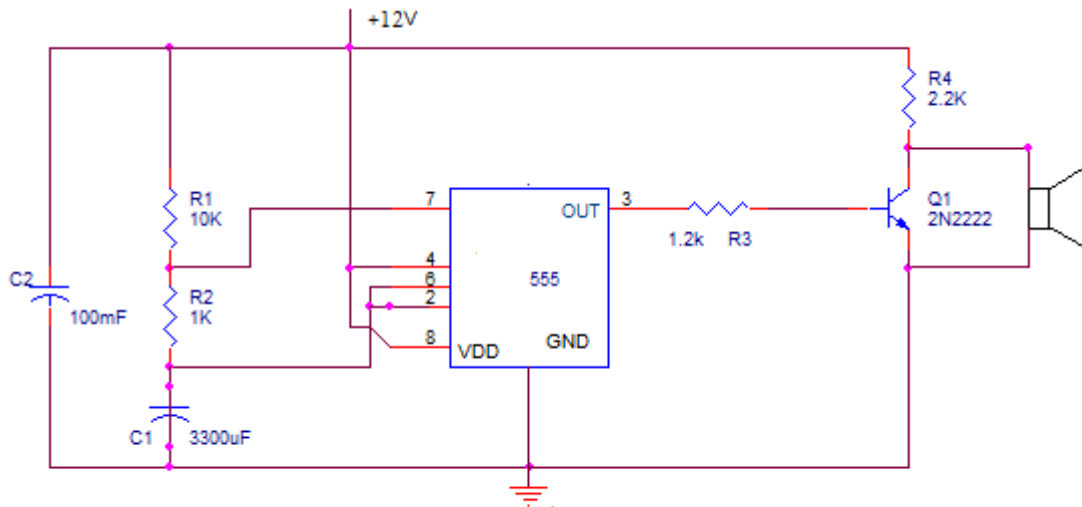 +12V
R4
2.2K
R1
10K
7
OUT
3
Q1
2N2222
1.2k R3
4
C2
6
555
R2
1K
2
100mF
8
VDD
GND
C1
3300uF